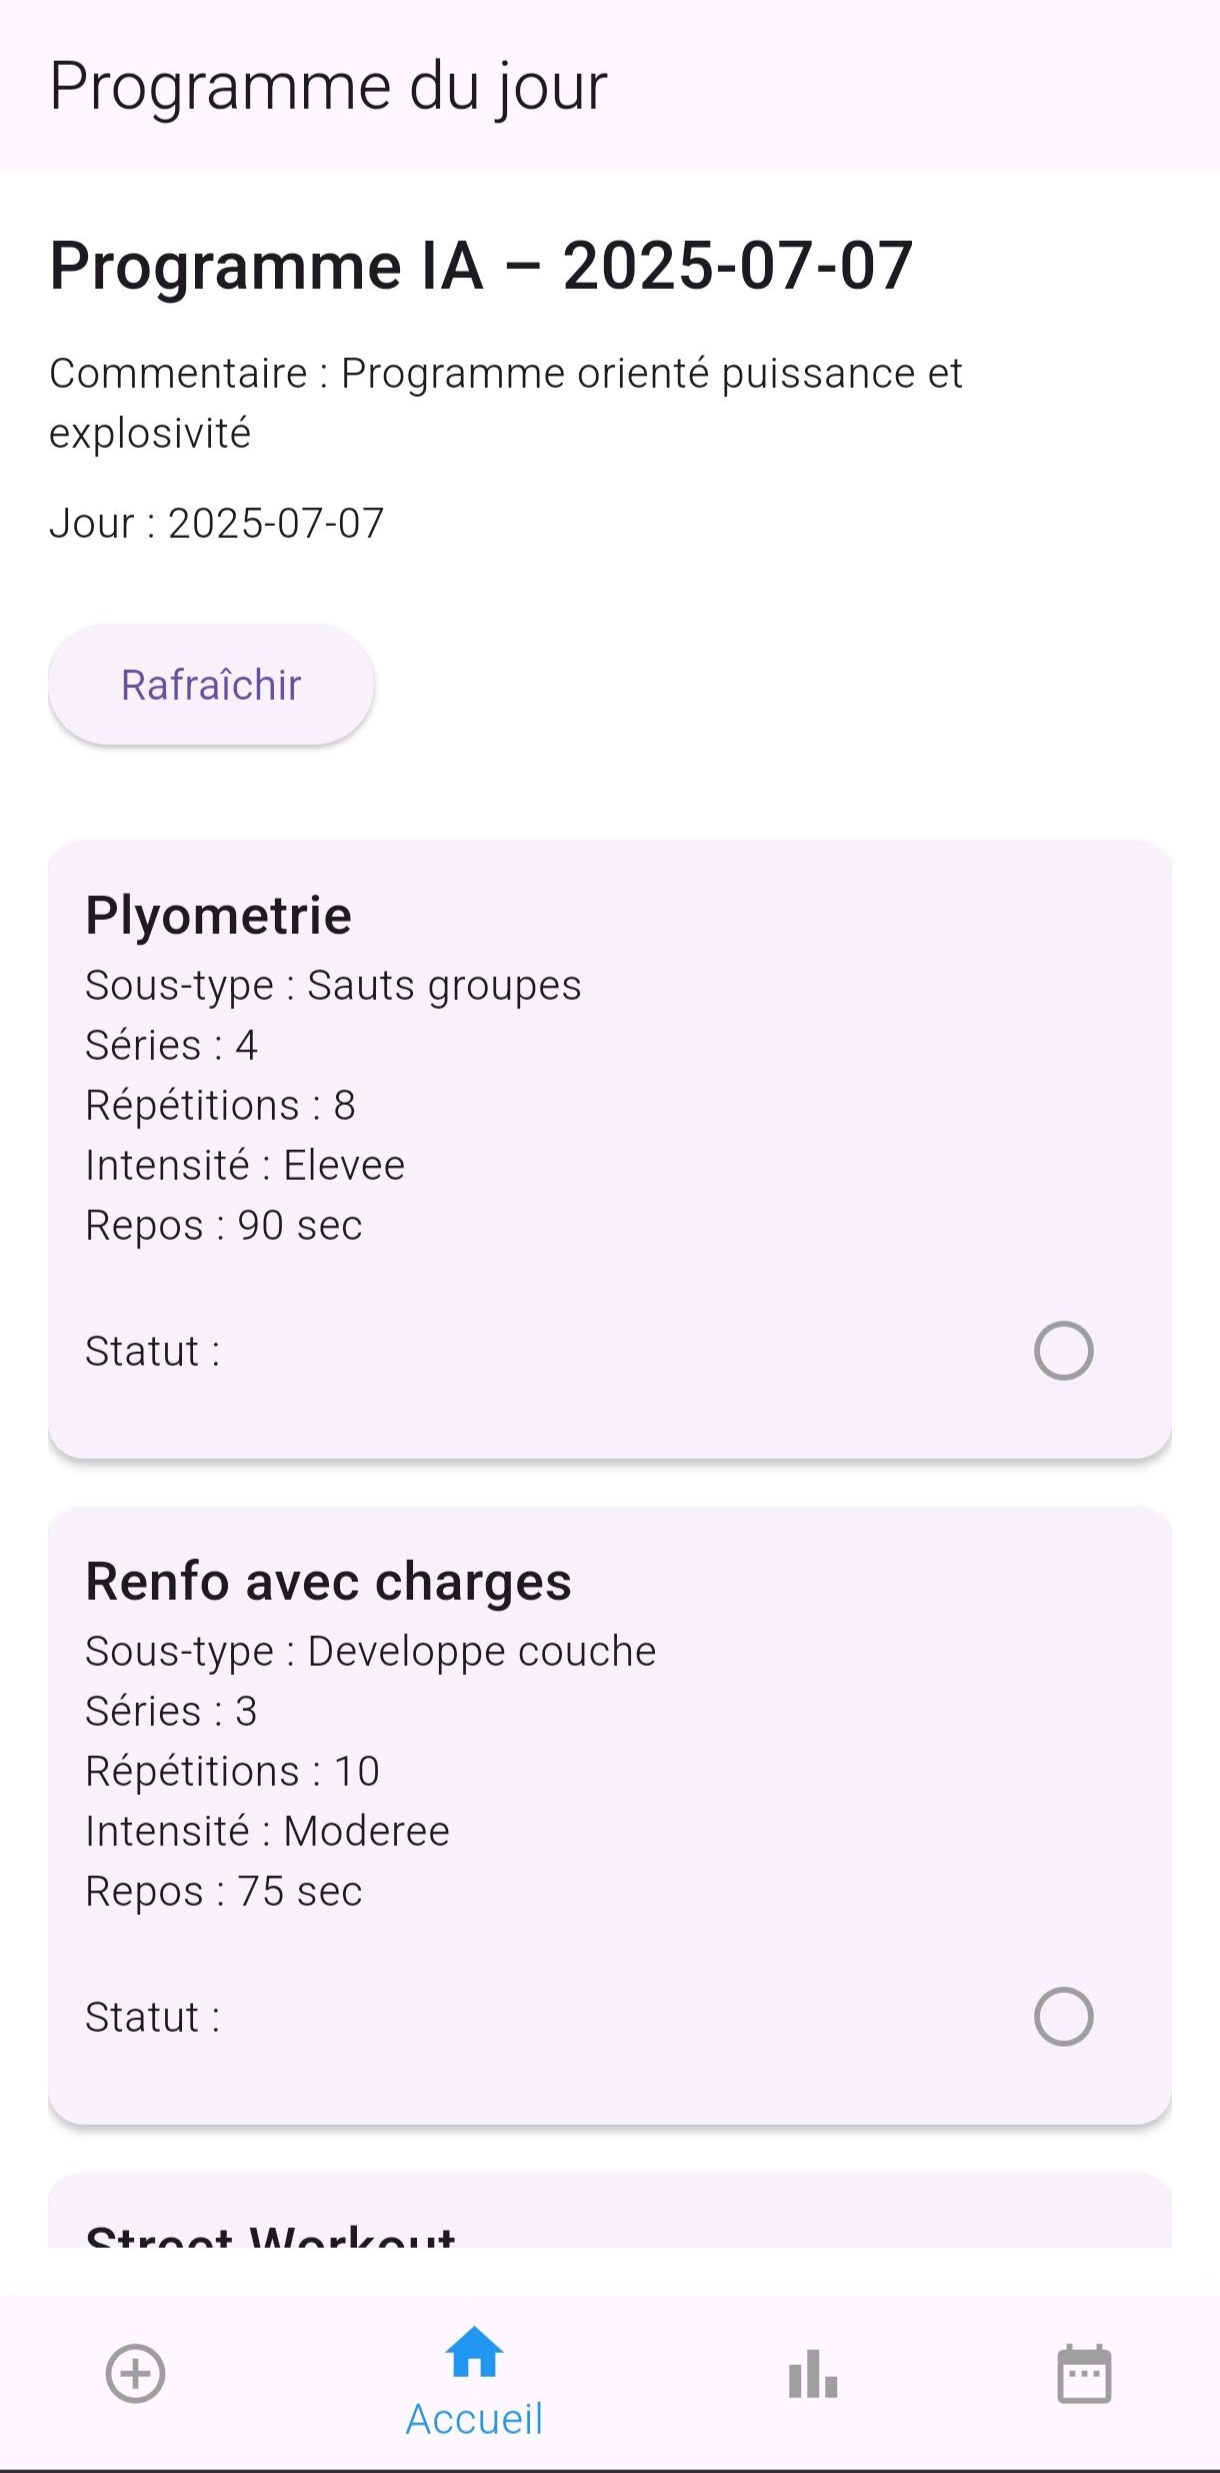 Programme du jour
Programme IA – 2025-07-07
Commentaire : Programme orienté puissance et
explosivité
Jour : 2025-07-07
Rafraîchir
Plyometrie
Sous-type : Sauts groupes
Séries : 4
Répétitions : 8
Intensité : Elevee
Repos : 90 sec
Statut :
Renfo avec charges
Sous-type : Developpe couche
Séries : 3
Répétitions : 10
Intensité : Moderee
Repos : 75 sec
Statut :
Street Workout
Accueil